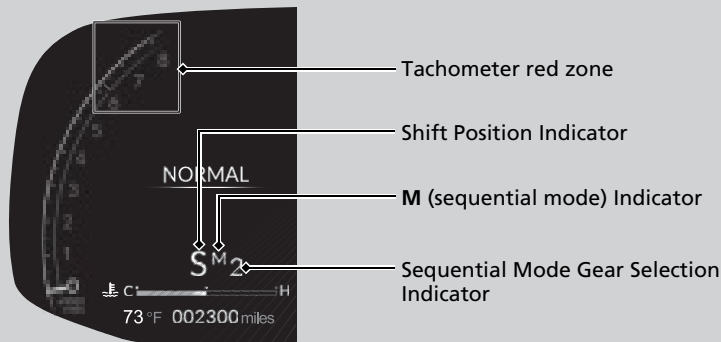 Tachometer red zone
Shift Position Indicator
M (sequential mode) Indicator
Sequential Mode Gear Selection
Indicator
8
7
6
5
4
3
2
1
0
NORMAL
S M 2
C H
73 °F 002300 miles